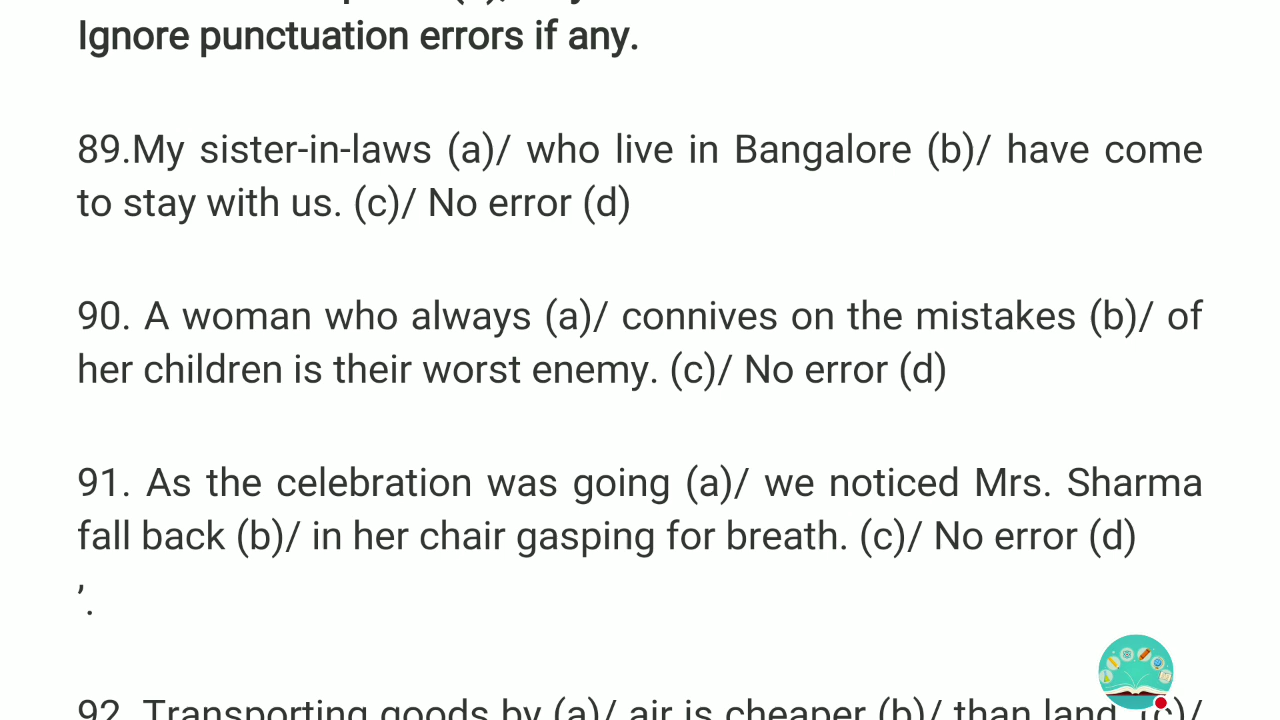 Ignore punctuation errors if any.
89.My sister-in-laws (a)/ who live in Bangalore (b)/ have come
to stay with us. (c)/ No error (d)
90. A woman who always (a)/ connives on the mistakes (b)/ of
her children is their worst enemy. (c)/ No error (d)
91. As the celebration was going (a)/ we noticed Mrs. Sharma
fall back (b)/ in her chair gasping for breath. (c)/ No error (d)
’.
92. Transporting goods by (a)/ air is cheaper (b)/ than land. (c)/